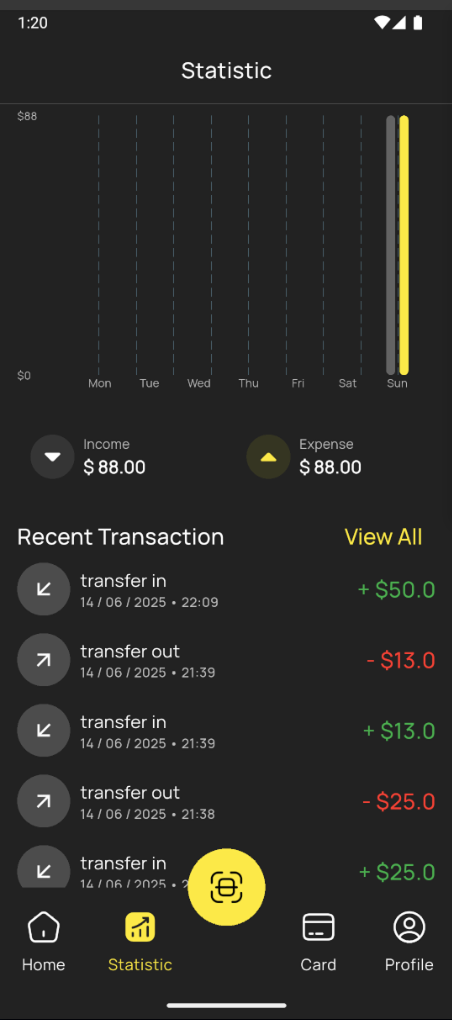 1:20
Statistic
$88
$0
Mon Tue Wed Thu Fri Sat Sun
Income Expense
$ 88.00 $ 88.00
Recent Transaction View All
transfer in
14 / 06 / 2025 • 22:09
+ $50.0
transfer out
14 / 06 / 2025 • 21:39
- $13.0
transfer in
14 / 06 / 2025 • 21:39
+ $13.0
transfer out
14 / 06 / 2025 • 21:38
- $25.0
transfer in
14 / 06 / 2025 •
+ $25.0
Home Statistic Card Profile